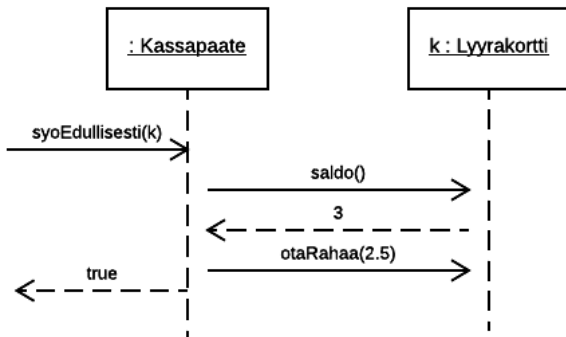 : Kassapaate
k : Lyyrakortti
syoEdullisesti(k)
saldo()
3
otaRahaa(2.5)
true